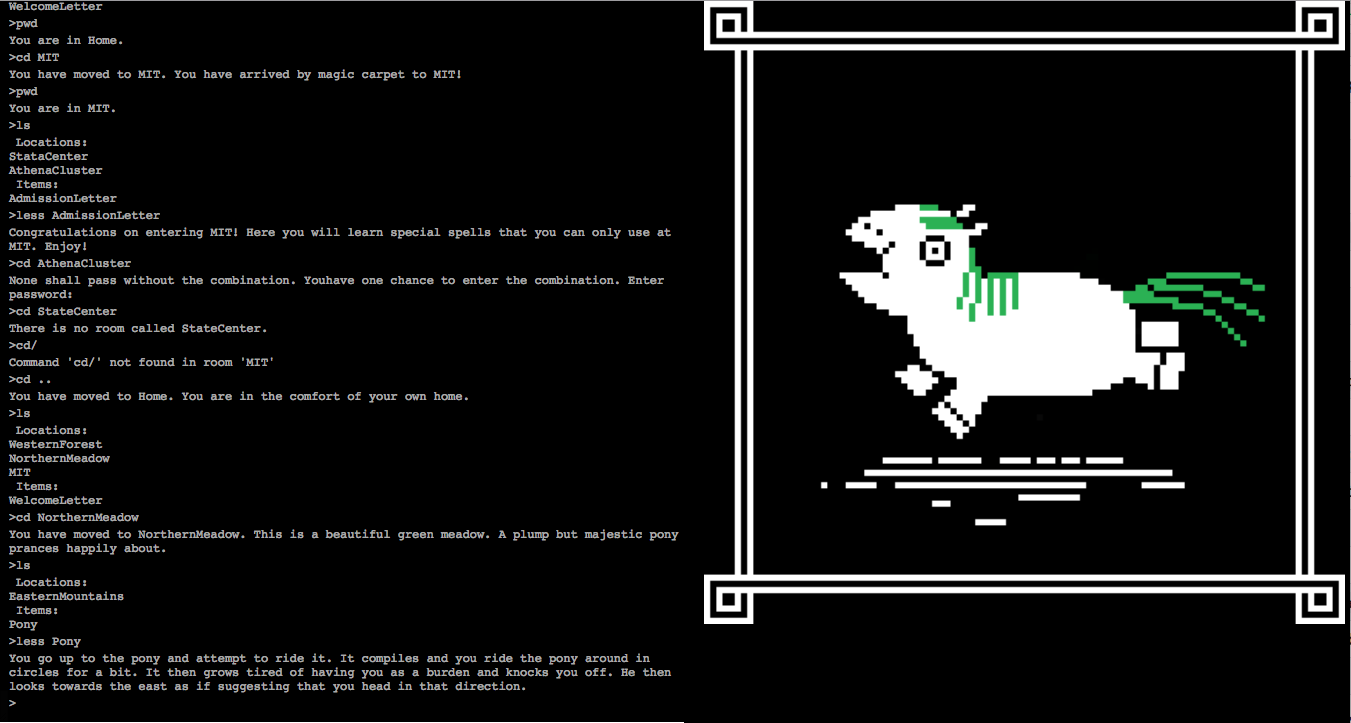 WelcomeLetter
>pwd
You are in Home.
>cd MIT
You have moved to MIT. You have arrived by magic carpet to MIT!
>pwd
You are in MIT.
>ls
Locations:
StataCenter
AthenaCluster
Items:
AdmissionLetter
>less AdmissionLetter
Congratulations on entering MIT! Here you will learn special spells that you can only use at
MIT. Enjoy!
>cd AthenaCluster
None shall pass without the combination. Youhave one chance to enter the combination. Enter
password:
>cd StateCenter
There is no room called StateCenter.
>cd/
Command 'cd/' not found in room 'MIT'
>cd ..
You have moved to Home. You are in the comfort of your own home.
>ls
Locations:
WesternForest
NorthernMeadow
MIT
Items:
WelcomeLetter
>cd NorthernMeadow
You have moved to NorthernMeadow. This is a beautiful green meadow. A plump but majestic pony
prances happily about.
>ls
Locations:
EasternMountains
Items:
Pony
>less Pony
You go up to the pony and attempt to ride it. It compiles and you ride the pony around in
circles for a bit. It then grows tired of having you as a burden and knocks you off. He then
looks towards the east as if suggesting that you head in that direction.
>